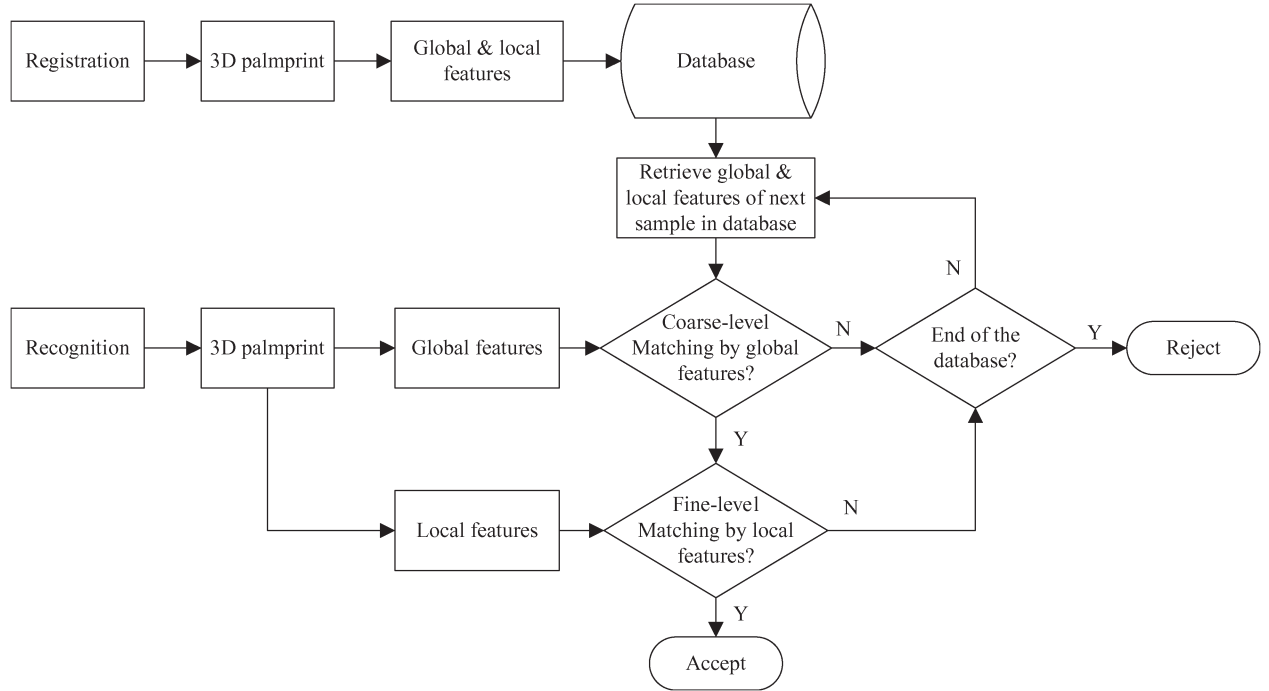 Registration
3D palmprint
Global & local
features
Database
Retrieve global &
local features of next
sample in database
N
Recognition
3D palmprint
Global features
Coarse-level
Matching by global
features?
N
End of the
database?
Y
Reject
Y
Local features
Fine-level
Matching by local
features?
N
Y
Accept